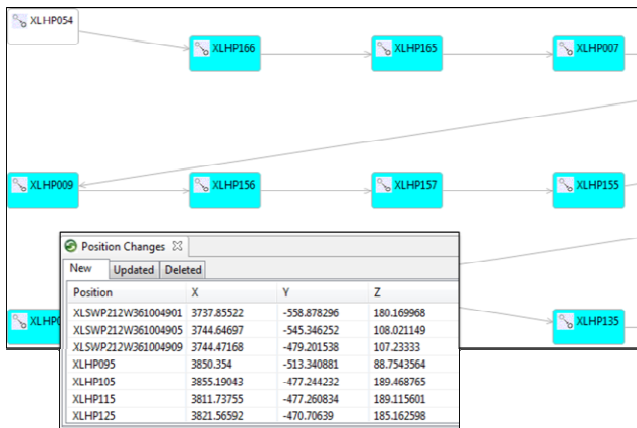 XLHP054
XLHP166
XLHP165
XLHP007
XLHP009
XLHP156
XLHP157
XLHP155
Position Changes
New Updated Deleted
Position X Y Z
XLSWP212W361004901 3737.85522 -558.878296 180.169968
XLSWP212W361004905 3744.64697 -545.346252 108.021149
XLSWP212W361004909 3744.47168 -479.201538 107.23333
XLHP095 3850.354 -513.340881 88.7543564
XLHP105 3855.19043 -477.244232 189.468765
XLHP115 3811.73755 -477.260834 189.115601
XLHP125 3821.56592 -470.70639 185.162598
XLHP135